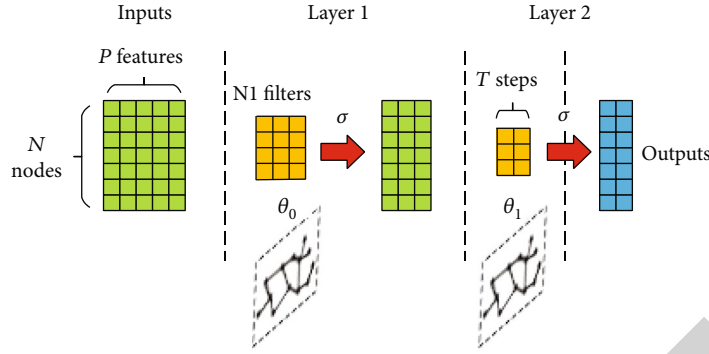 Inputs
Layer 1
Layer 2
P features
N1 filters
T steps
σ
σ
N
nodes
Outputs
θ0
θ1